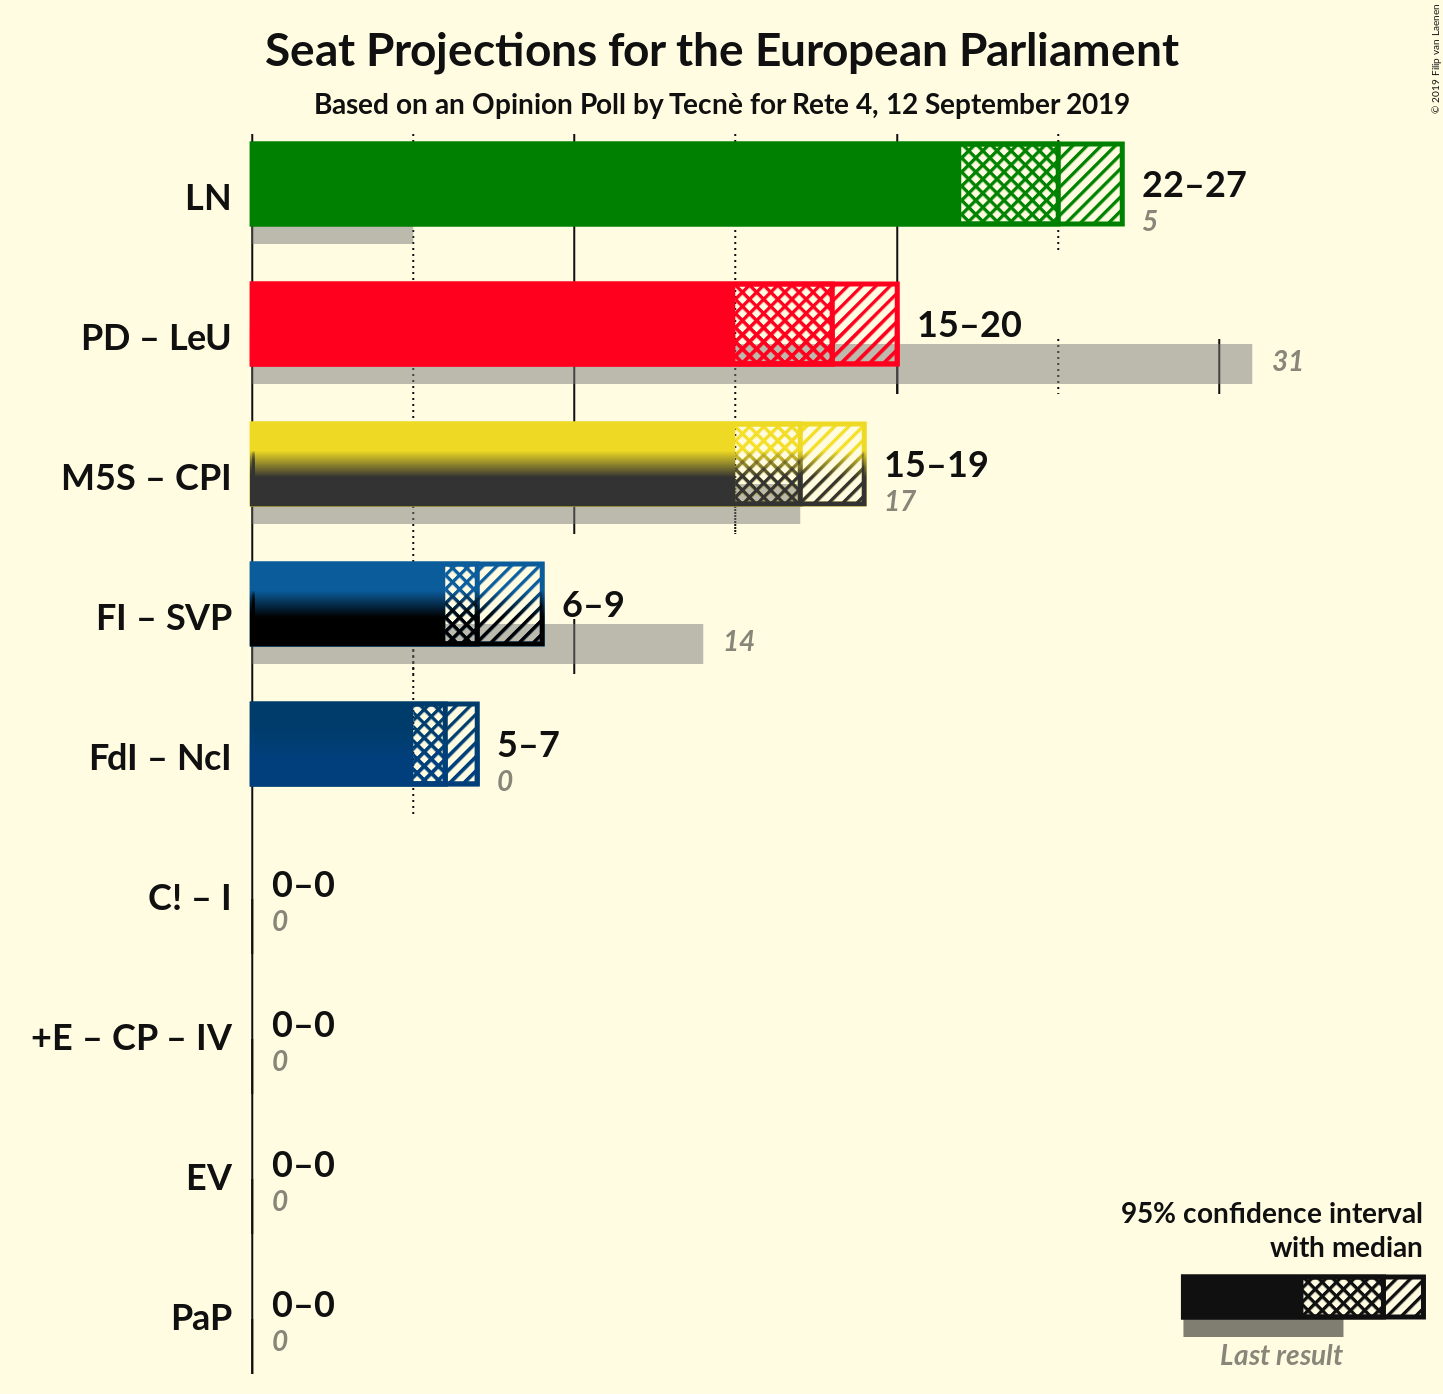 Seat Projections for the European Parliament
Based on an Opinion Poll by Tecnè for Rete 4, 12 September 2019
© 2019 Filip van Laenen
LN
22–27
5
PD – LeU
15–20
31
M5S – CPI
15–19
17
FI – SVP
6–9
14
FdI – NcI
5–7
0
C! – I
0–0
0
+E – CP – IV
0–0
0
EV
0–0
0
PaP
0–0
0
95% confidence interval
with median
Last result